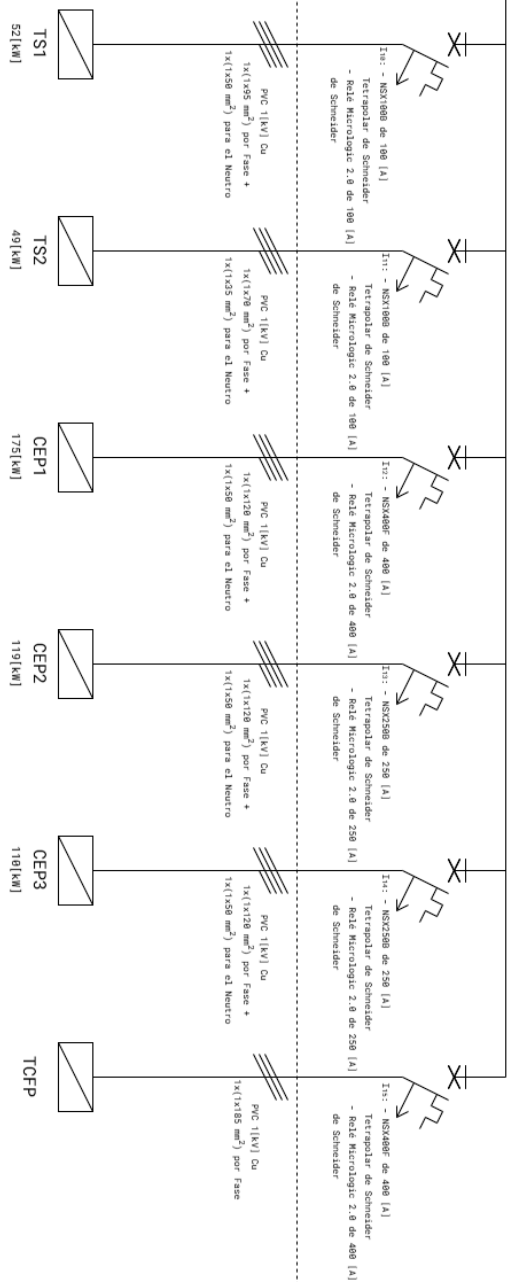 I₁₀: - NSX100B de 100 [A]
Tetrapolar de Schneider
- Relé Micrologic 2.0 de 100 [A]
de Schneider
PVC 1[kV] Cu
1x(1x95 mm²) por Fase +
1x(1x50 mm²) para el Neutro
TS1
52[kW]
I₁₁: - NSX100B de 100 [A]
Tetrapolar de Schneider
- Relé Micrologic 2.0 de 100 [A]
de Schneider
PVC 1[kV] Cu
1x(1x70 mm²) por Fase +
1x(1x35 mm²) para el Neutro
TS2
49[kW]
I₁₂: - NSX400F de 400 [A]
Tetrapolar de Schneider
- Relé Micrologic 2.0 de 400 [A]
de Schneider
PVC 1[kV] Cu
1x(1x120 mm²) por Fase +
1x(1x50 mm²) para el Neutro
CEP1
175[kW]
I₁₃: - NSX250B de 250 [A]
Tetrapolar de Schneider
- Relé Micrologic 2.0 de 250 [A]
de Schneider
PVC 1[kV] Cu
1x(1x120 mm²) por Fase +
1x(1x50 mm²) para el Neutro
CEP2
119[kW]
I₁₄: - NSX250B de 250 [A]
Tetrapolar de Schneider
- Relé Micrologic 2.0 de 250 [A]
de Schneider
PVC 1[kV] Cu
1x(1x120 mm²) por Fase +
1x(1x50 mm²) para el Neutro
CEP3
110[kW]
I₁₅: - NSX400F de 400 [A]
Tetrapolar de Schneider
- Relé Micrologic 2.0 de 400 [A]
de Schneider
PVC 1[kV] Cu
1x(1x185 mm²) por Fase
TCFP